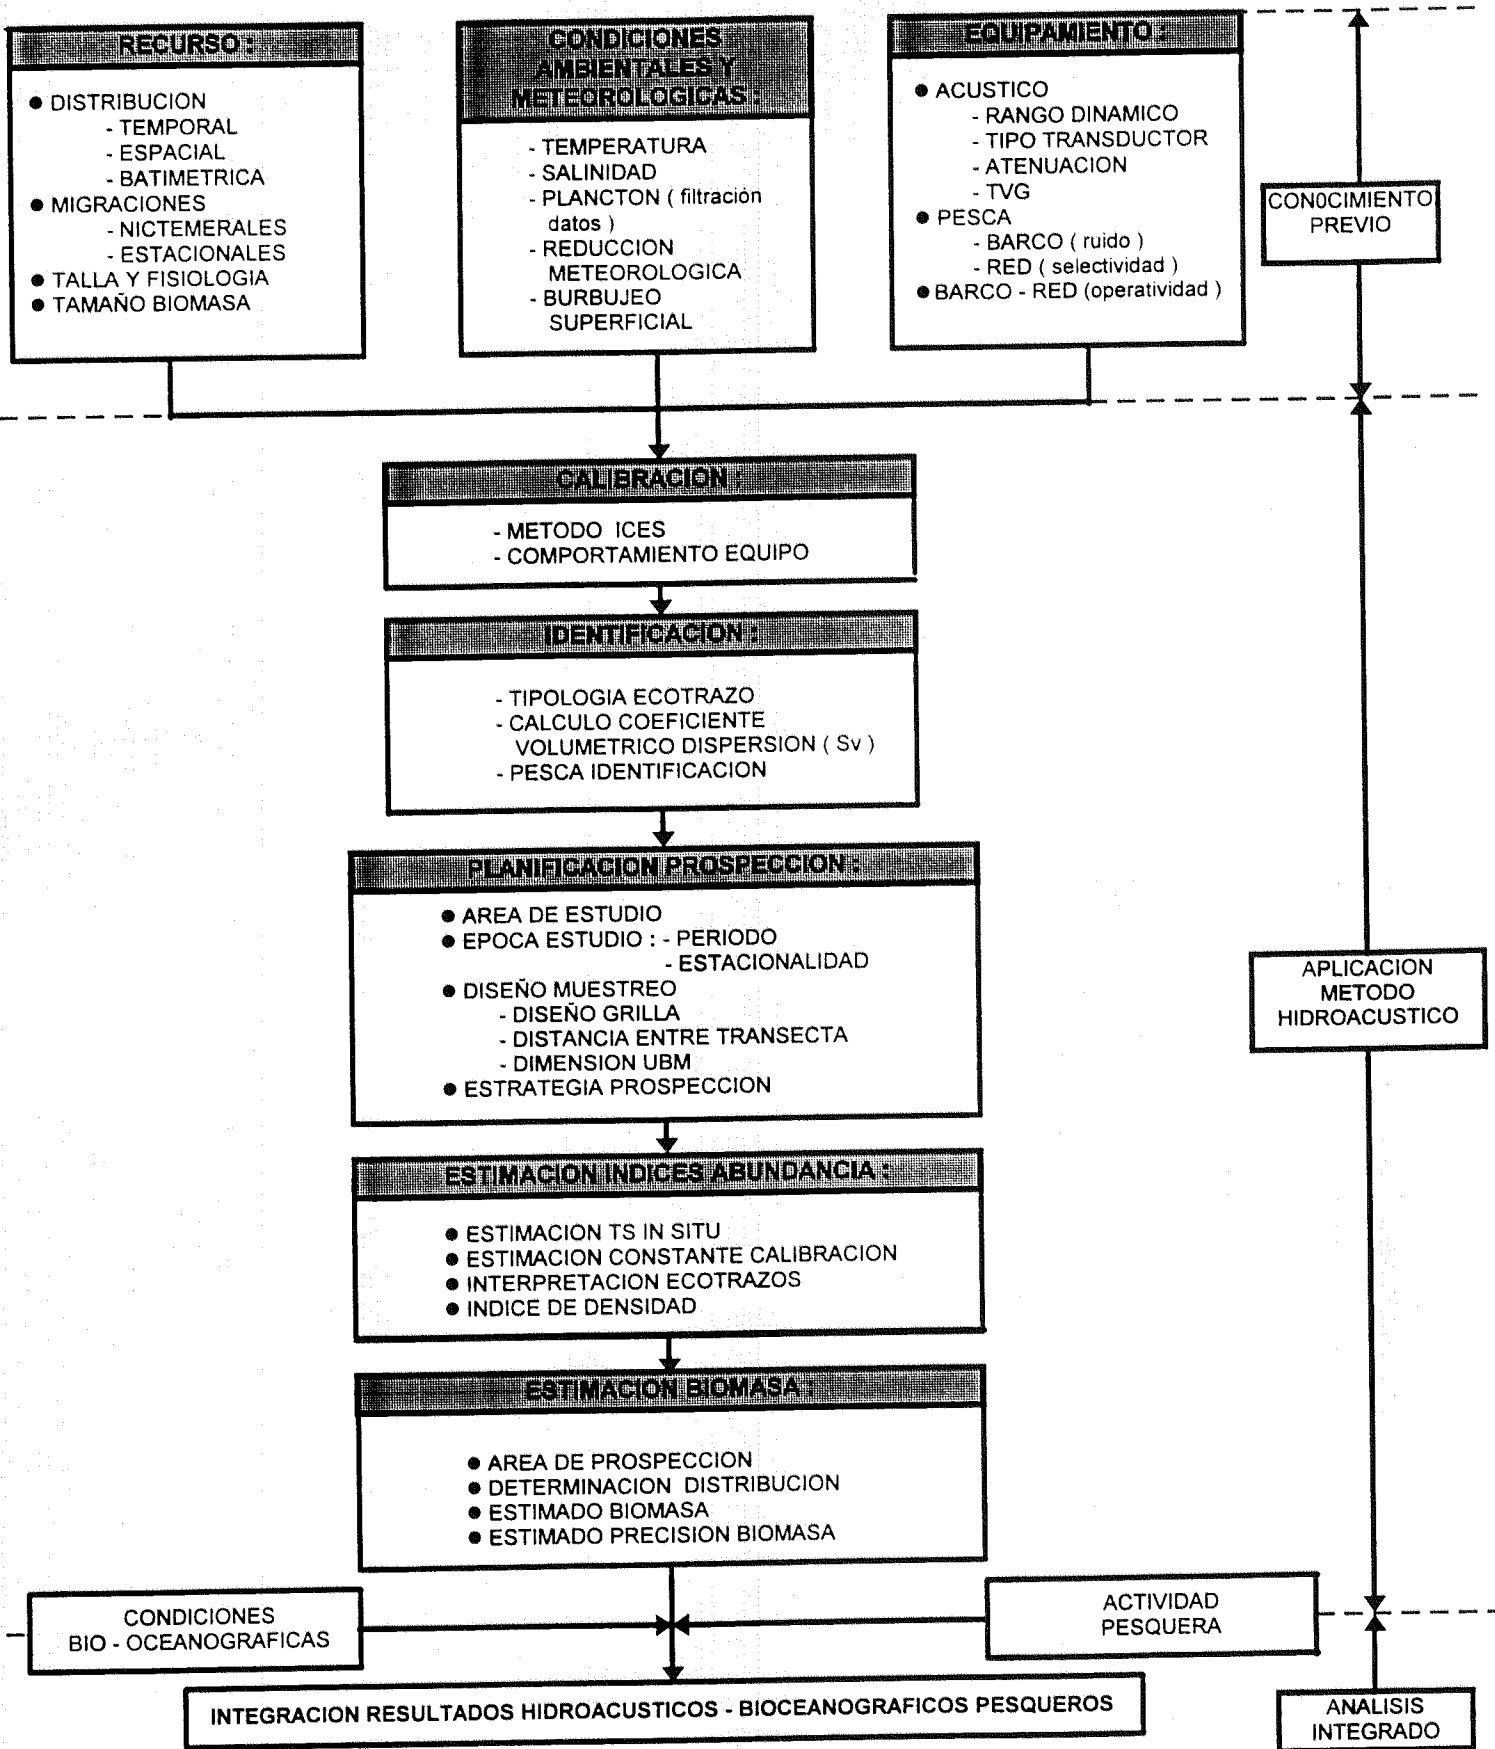 RECURSO :
● DISTRIBUCION
- TEMPORAL
- ESPACIAL
- BATIMETRICA
● MIGRACIONES
- NICTEMERALES
- ESTACIONALES
● TALLA Y FISIOLOGIA
● TAMAÑO BIOMASA
CONDICIONES
AMBIENTALES Y
METEOROLOGICAS :
- TEMPERATURA
- SALINIDAD
- PLANCTON ( filtración
datos )
- REDUCCION
METEOROLOGICA
- BURBUJEO
SUPERFICIAL
EQUIPAMIENTO :
● ACUSTICO
- RANGO DINAMICO
- TIPO TRANSDUCTOR
- ATENUACION
- TVG
● PESCA
- BARCO ( ruido )
- RED ( selectividad )
● BARCO - RED (operatividad )
CONOCIMIENTO
PREVIO
CALIBRACION :
- METODO ICES
- COMPORTAMIENTO EQUIPO
IDENTIFICACION :
- TIPOLOGIA ECOTRAZO
- CALCULO COEFICIENTE
VOLUMETRICO DISPERSION ( Sv )
- PESCA IDENTIFICACION
PLANIFICACION PROSPECCION :
● AREA DE ESTUDIO
● EPOCA ESTUDIO : - PERIODO
- ESTACIONALIDAD
● DISEÑO MUESTREO
- DISEÑO GRILLA
- DISTANCIA ENTRE TRANSECTA
- DIMENSION UBM
● ESTRATEGIA PROSPECCION
APLICACION
METODO
HIDROACUSTICO
ESTIMACION INDICES ABUNDANCIA :
● ESTIMACION TS IN SITU
● ESTIMACION CONSTANTE CALIBRACION
● INTERPRETACION ECOTRAZOS
● INDICE DE DENSIDAD
ESTIMACION BIOMASA :
● AREA DE PROSPECCION
● DETERMINACION DISTRIBUCION
● ESTIMADO BIOMASA
● ESTIMADO PRECISION BIOMASA
CONDICIONES
BIO - OCEANOGRAFICAS
ACTIVIDAD
PESQUERA
INTEGRACION RESULTADOS HIDROACUSTICOS - BIOCEANOGRAFICOS PESQUEROS
ANALISIS
INTEGRADO